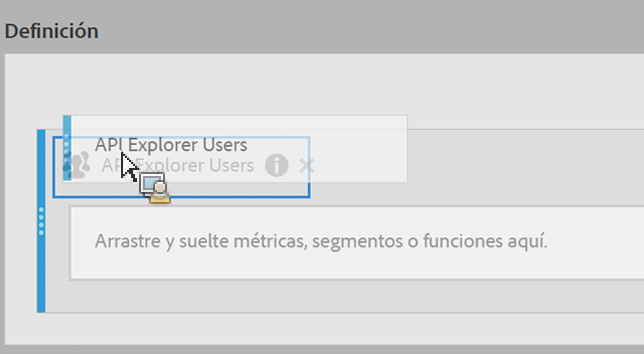 Definición
API Explorer Users
API Explorer Users
Arrastre y suelte métricas, segmentos o funciones aquí.